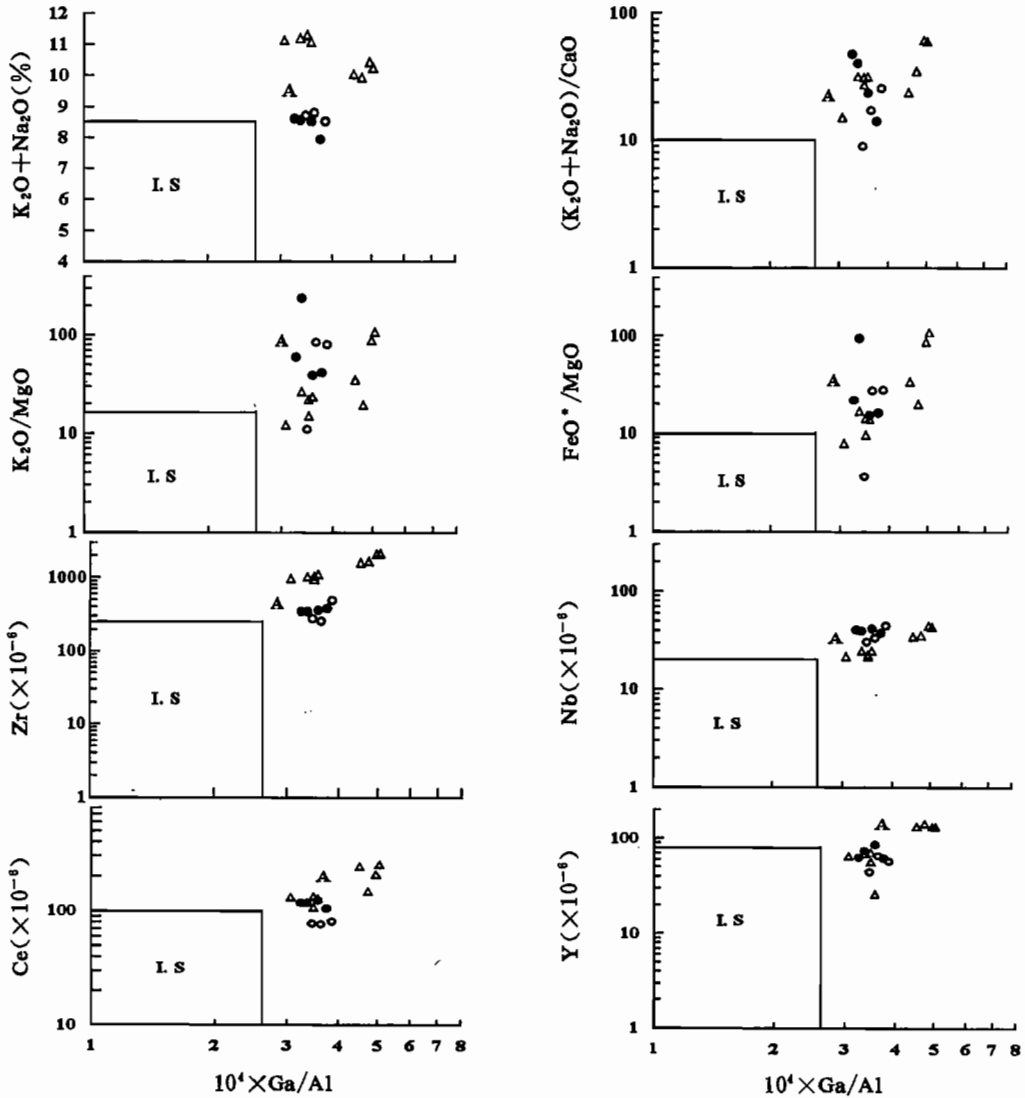 12
11
10
9
8
7
6
5
4
K₂O+Na₂O(%)
A
I. S
100
10
1
(K₂O+Na₂O)/CaO
A
I. S
100
10
1
K₂O/MgO
A
I. S
100
10
1
FeO*/MgO
A
I. S
1000
100
10
1
Zr(×10⁻⁶)
A
I. S
100
10
1
Nb(×10⁻⁶)
A
I. S
100
10
Ce(×10⁻⁶)
A
I. S
1 2 3 4 5 6 7 8
10⁴×Ga/Al
100
10
1
Y(×10⁻⁶)
A
I. S
1 2 3 4 5 6 7 8
10⁴×Ga/Al